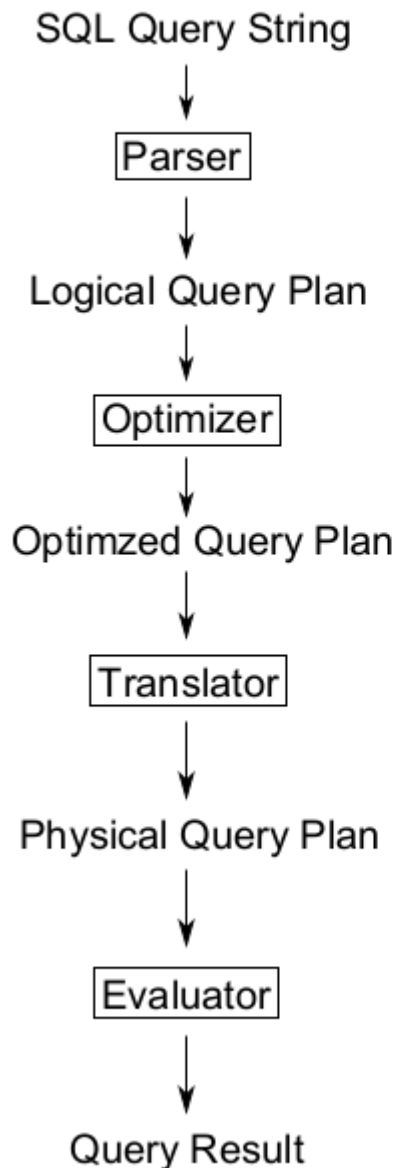 SQL Query String
Parser
Logical Query Plan
Optimizer
Optimzed Query Plan
Translator
Physical Query Plan
Evaluator
Query Result